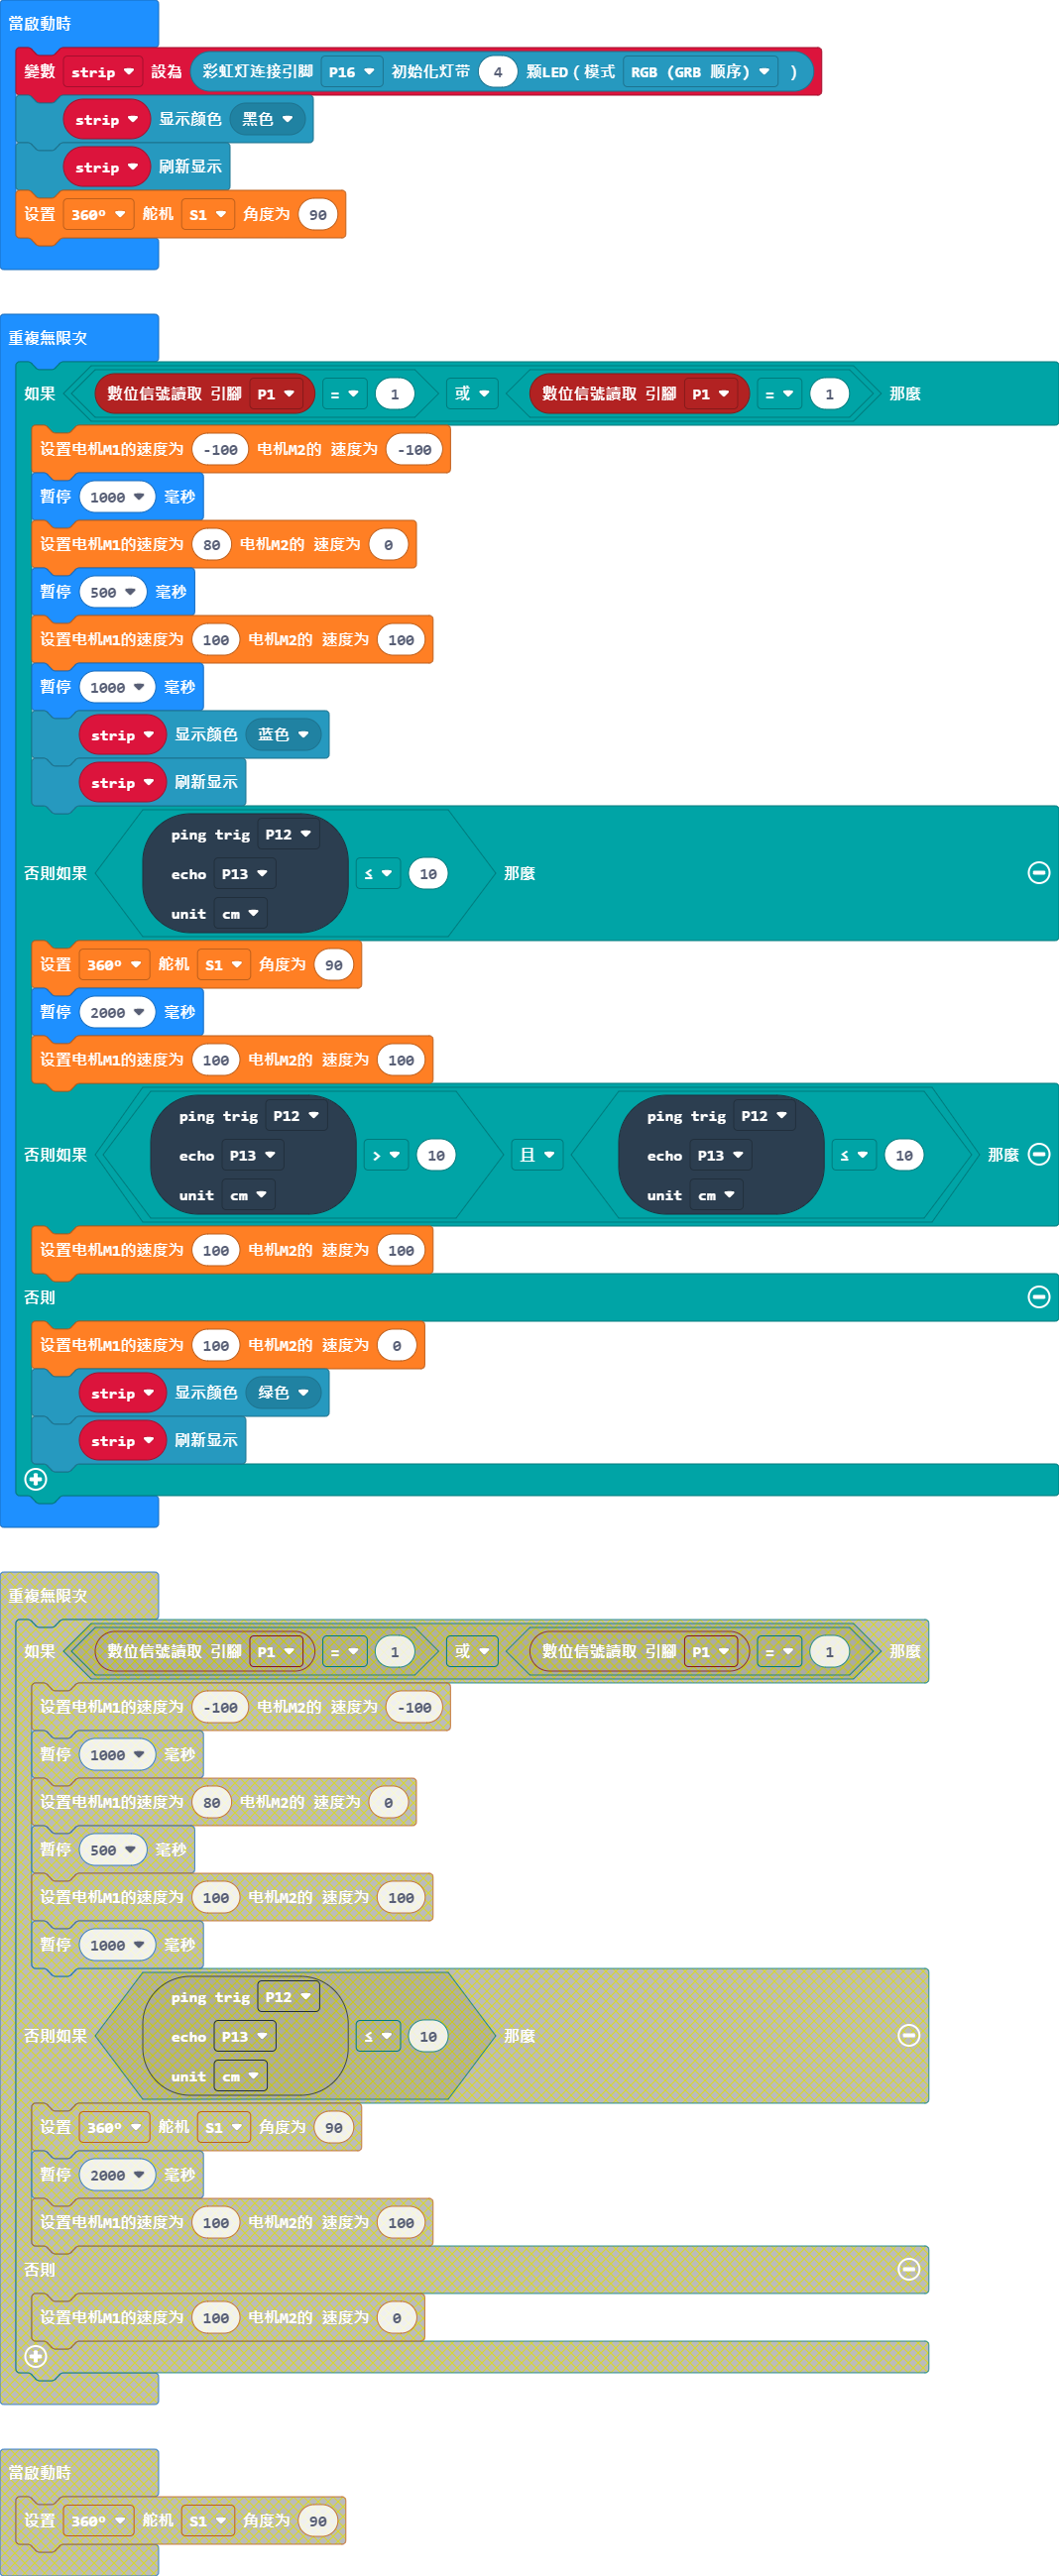 當啟動時
變數 strip 設為 彩虹灯连接引脚 P16 初始化灯带 4 颗LED（模式 RGB (GRB 顺序) ）
strip 显示颜色 黑色
strip 刷新显示
设置 360° 舵机 S1 角度为 90
重複無限次
如果 數位信號讀取 引腳 P1 = 1 或 數位信號讀取 引腳 P1 = 1 那麼
设置电机M1的速度为 -100 电机M2的 速度为 -100
暫停 1000 毫秒
设置电机M1的速度为 80 电机M2的 速度为 0
暫停 500 毫秒
设置电机M1的速度为 100 电机M2的 速度为 100
暫停 1000 毫秒
strip 显示颜色 蓝色
strip 刷新显示
ping trig P12
否則如果 echo P13 ≤ 10 那麼
unit cm
设置 360° 舵机 S1 角度为 90
暫停 2000 毫秒
设置电机M1的速度为 100 电机M2的 速度为 100
ping trig P12 ping trig P12
否則如果 echo P13 > 10 且 echo P13 ≤ 10 那麼
unit cm unit cm
设置电机M1的速度为 100 电机M2的 速度为 100
否則
设置电机M1的速度为 100 电机M2的 速度为 0
strip 显示颜色 绿色
strip 刷新显示
重複無限次
如果 數位信號讀取 引腳 P1 = 1 或 數位信號讀取 引腳 P1 = 1 那麼
设置电机M1的速度为 -100 电机M2的 速度为 -100
暫停 1000 毫秒
设置电机M1的速度为 80 电机M2的 速度为 0
暫停 500 毫秒
设置电机M1的速度为 100 电机M2的 速度为 100
暫停 1000 毫秒
ping trig P12
否則如果 echo P13 ≤ 10 那麼
unit cm
设置 360° 舵机 S1 角度为 90
暫停 2000 毫秒
设置电机M1的速度为 100 电机M2的 速度为 100
否則
设置电机M1的速度为 100 电机M2的 速度为 0
當啟動時
设置 360° 舵机 S1 角度为 90